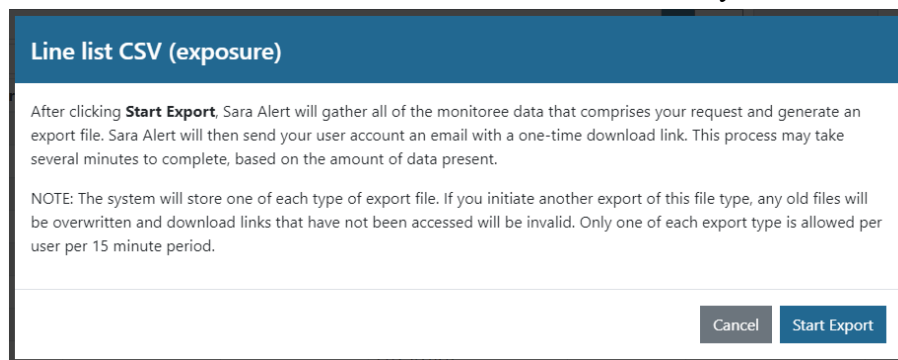 Line list CSV (exposure)
After clicking Start Export, Sara Alert will gather all of the monitoree data that comprises your request and generate an
export file. Sara Alert will then send your user account an email with a one-time download link. This process may take
several minutes to complete, based on the amount of data present.
NOTE: The system will store one of each type of export file. If you initiate another export of this file type, any old files will
be overwritten and download links that have not been accessed will be invalid. Only one of each export type is allowed per
user per 15 minute period.
Cancel
Start Export